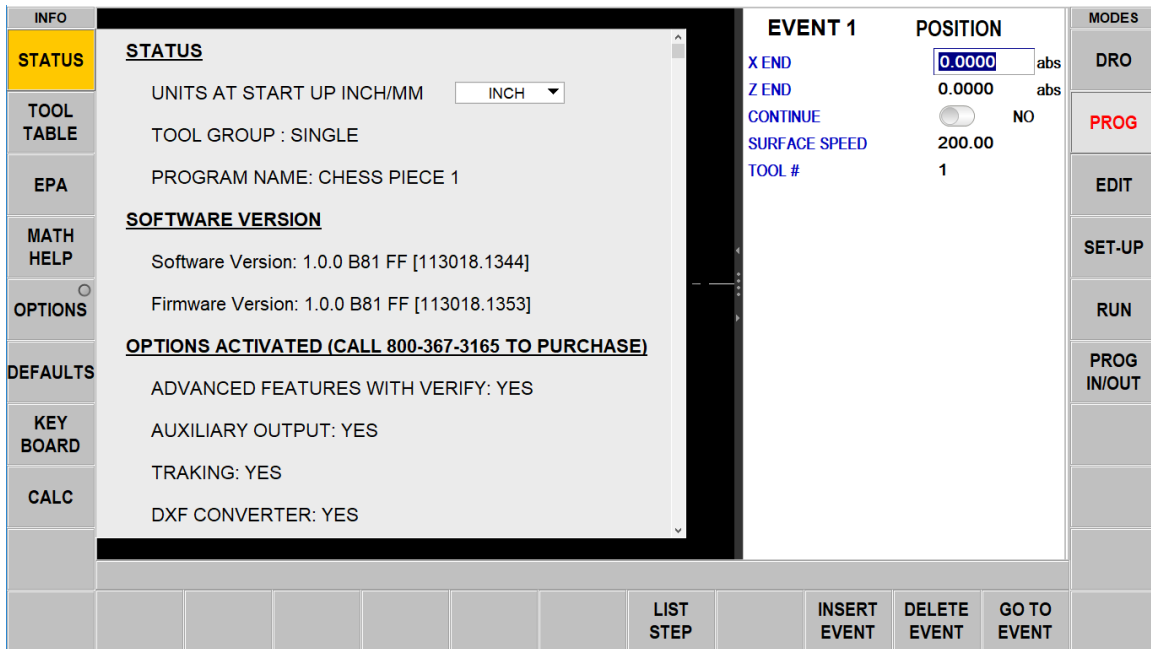 INFO
STATUS
TOOL
TABLE
EPA
MATH
HELP
OPTIONS
DEFAULTS
KEY
BOARD
CALC
STATUS
UNITS AT START UP INCH/MM INCH
TOOL GROUP : SINGLE
PROGRAM NAME: CHESS PIECE 1
SOFTWARE VERSION
Software Version: 1.0.0 B81 FF [113018.1344]
Firmware Version: 1.0.0 B81 FF [113018.1353]
OPTIONS ACTIVATED (CALL 800-367-3165 TO PURCHASE)
ADVANCED FEATURES WITH VERIFY: YES
AUXILIARY OUTPUT: YES
TRAKING: YES
DXF CONVERTER: YES
EVENT 1 POSITION
X END 0.0000 abs
Z END 0.0000 abs
CONTINUE NO
SURFACE SPEED 200.00
TOOL # 1
MODES
DRO
PROG
EDIT
SET-UP
RUN
PROG
IN/OUT
LIST
STEP
INSERT
EVENT
DELETE
EVENT
GO TO
EVENT